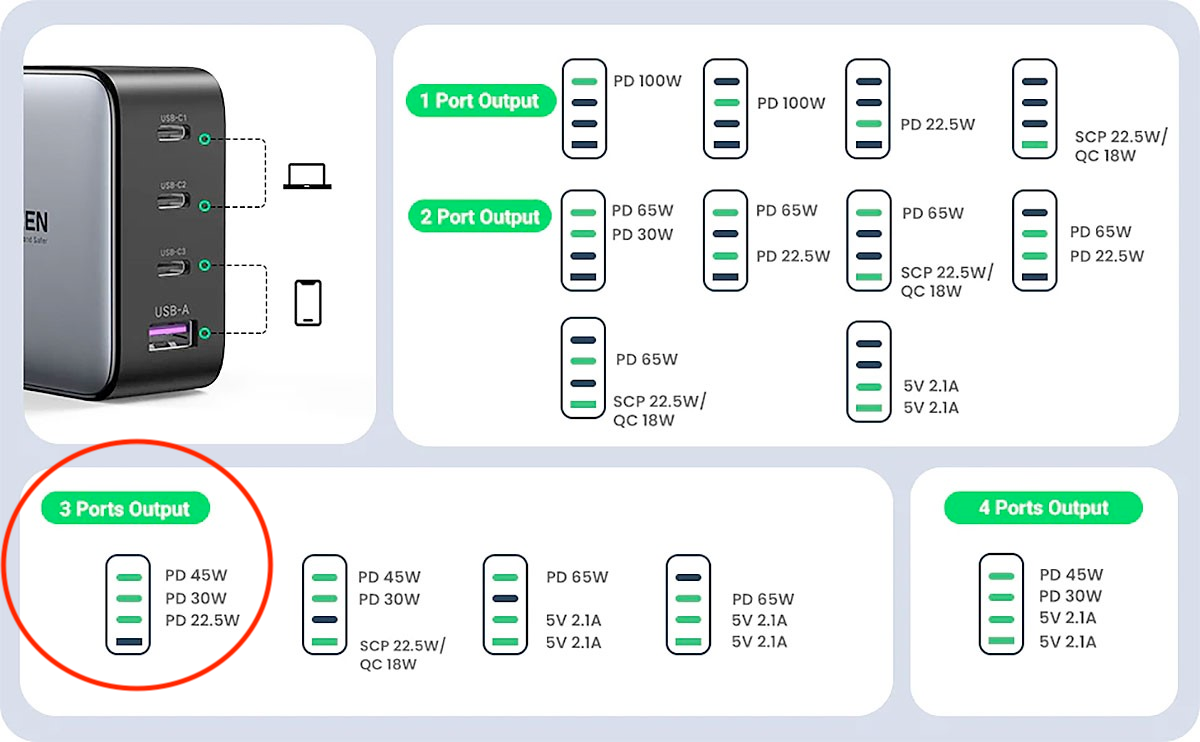 USB-C1
USB-C2
EEN
USB-C3
USB-A
1 Port Output
PD 100W
PD 100W
PD 22.5W
SCP 22.5W/
QC 18W
2 Port Output
PD 65W
PD 30W
PD 65W
PD 22.5W
PD 65W
SCP 22.5W/
QC 18W
PD 65W
PD 22.5W
PD 65W
SCP 22.5W/
QC 18W
5V 2.1A
5V 2.1A
3 Ports Output
PD 45W
PD 30W
PD 22.5W
PD 45W
PD 30W
SCP 22.5W/
QC 18W
PD 65W
5V 2.1A
5V 2.1A
PD 65W
5V 2.1A
5V 2.1A
4 Ports Output
PD 45W
PD 30W
5V 2.1A
5V 2.1A